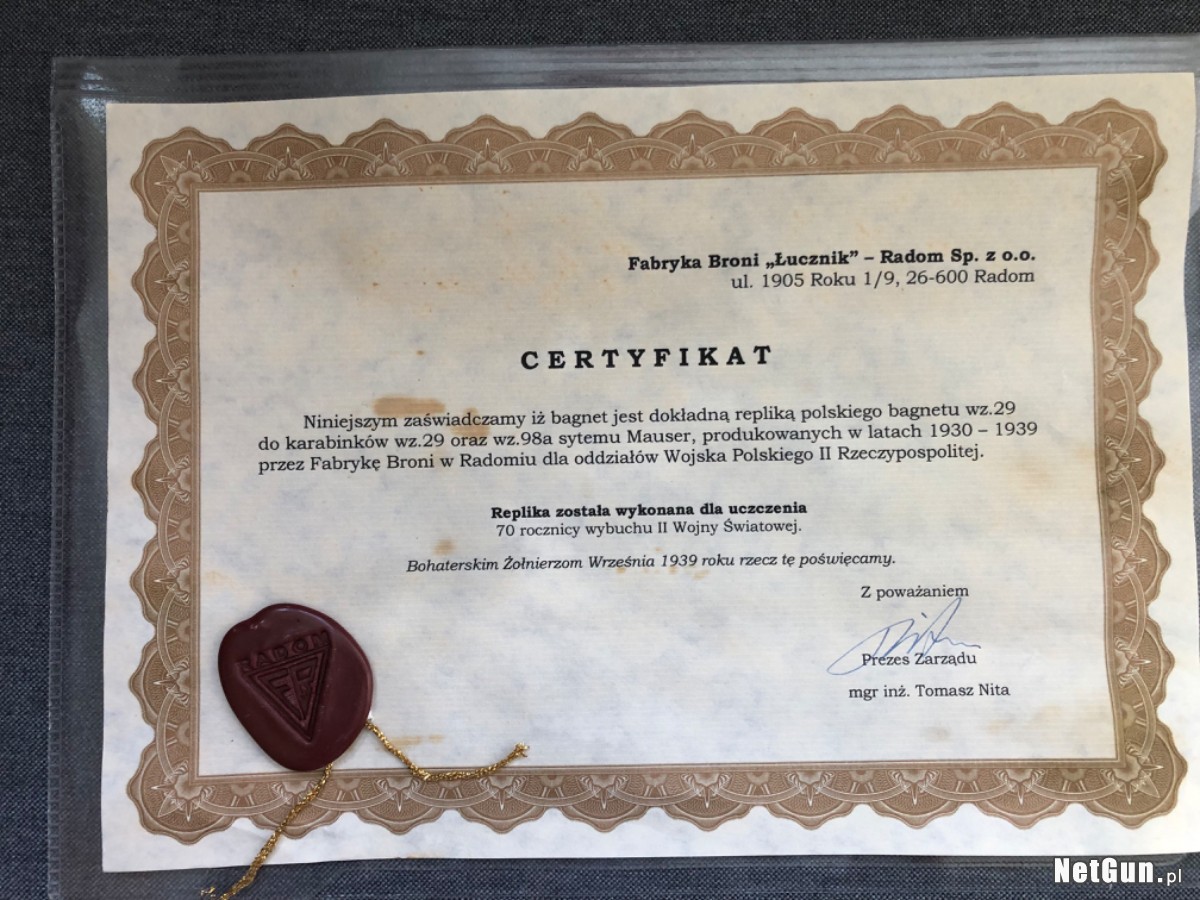 Fabryka Broni „Łucznik” – Radom Sp. z o.o.
ul. 1905 Roku 1/9, 26-600 Radom
CERTYFIKAT
Niniejszym zaświadczamy iż bagnet jest dokładną repliką polskiego bagnetu wz.29
do karabinków wz.29 oraz wz.98a sytemu Mauser, produkowanych w latach 1930 – 1939
przez Fabrykę Broni w Radomiu dla oddziałów Wojska Polskiego II Rzeczypospolitej.
Replika została wykonana dla uczczenia
70 rocznicy wybuchu II Wojny Światowej.
Bohaterskim Żołnierzom Września 1939 roku rzecz tę poświęcamy.
Z poważaniem
Prezes Zarządu
mgr inż. Tomasz Nita
RADOM
FB
NetGun.pl